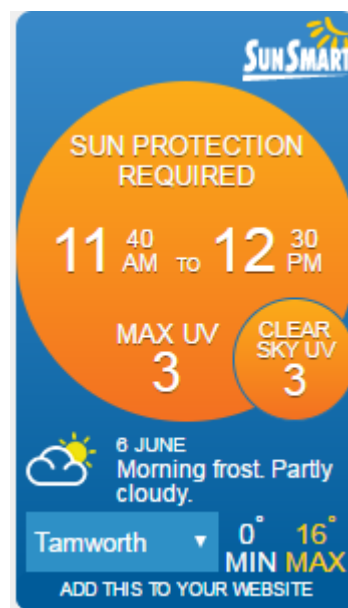 SUNSMART
SUN PROTECTION
REQUIRED
11 40 AM TO 12 30 PM
MAX UV
3
CLEAR
SKY UV
3
6 JUNE
Morning frost. Partly
cloudy.
Tamworth ▼
0° MIN 16° MAX
ADD THIS TO YOUR WEBSITE